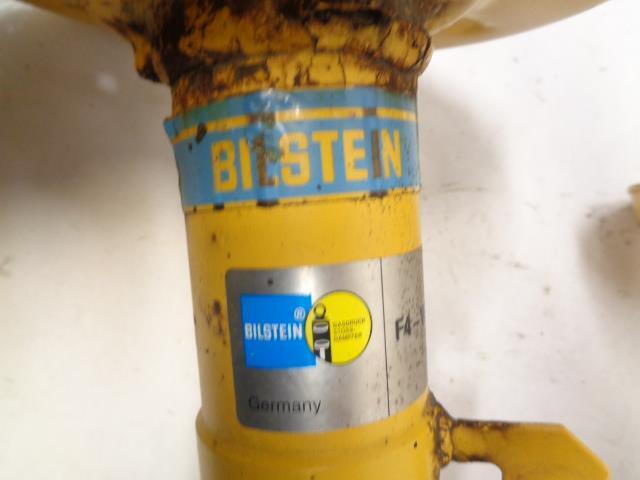 BILSTEIN
BILSTEIN ®
GASDRUCK
STOSS-
DÄMPFER
F4-
Germany